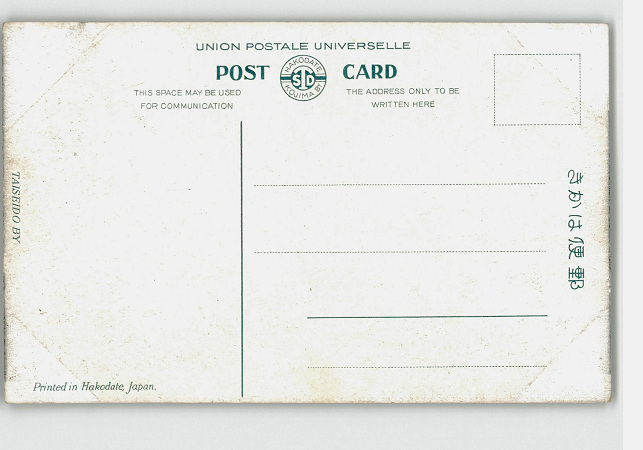 UNION POSTALE UNIVERSELLE
POST CARD
HAKODATE
STD
KOJIMA BY
THIS SPACE MAY BE USED
FOR COMMUNICATION
THE ADDRESS ONLY TO BE
WRITTEN HERE
きかは便郵
TAISEIDO BY
Printed in Hakodate, Japan.